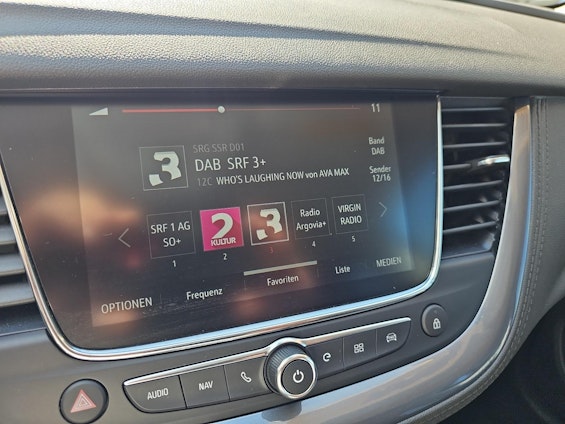 11
SRG SSR D01
DAB SRF 3+
12C WHO'S LAUGHING NOW von AVA MAX
Band
DAB
Sender
12/16
3
SRF 1 AG
SO+
2
KULTUR
3
Radio
Argovia+
VIRGIN
RADIO
1
2
3
4
5
OPTIONEN
Frequenz
Favoriten
Liste
MEDIEN
AUDIO
NAV